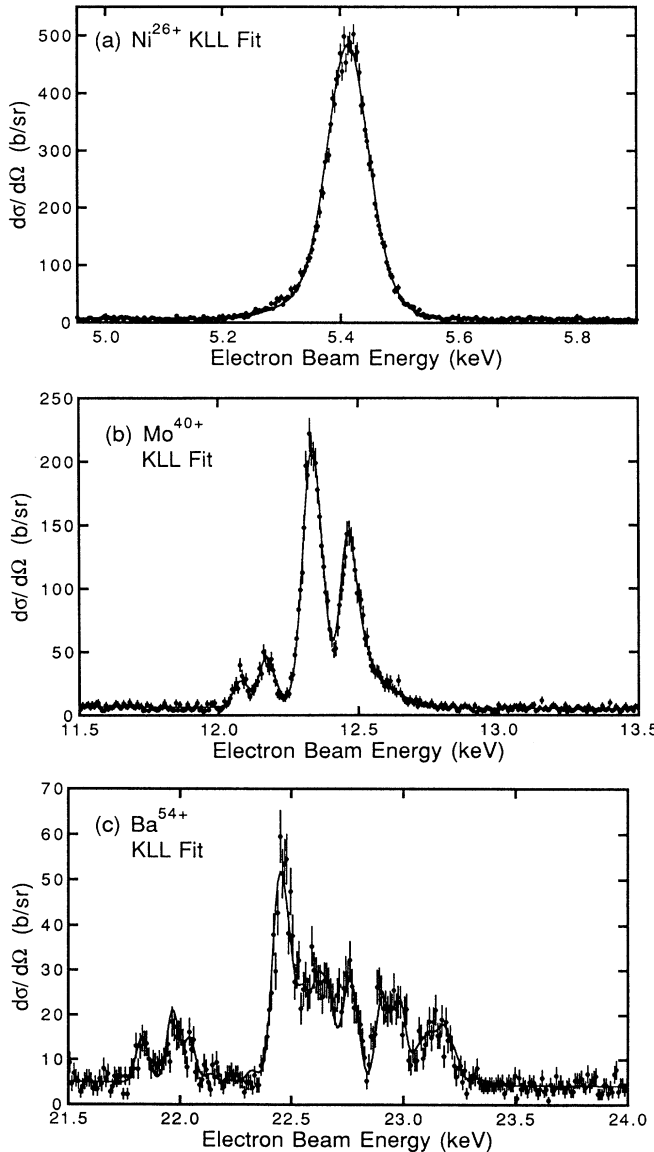 (a) Ni26+ KLL Fit
500
400
300
200
100
0
dσ/dΩ (b/sr)
5.0 5.2 5.4 5.6 5.8
Electron Beam Energy (keV)
(b) Mo40+
KLL Fit
250
200
150
100
50
0
dσ/dΩ (b/sr)
11.5 12.0 12.5 13.0 13.5
Electron Beam Energy (keV)
(c) Ba54+
KLL Fit
70
60
50
40
30
20
10
0
dσ/dΩ (b/sr)
21.5 22.0 22.5 23.0 23.5 24.0
Electron Beam Energy (keV)